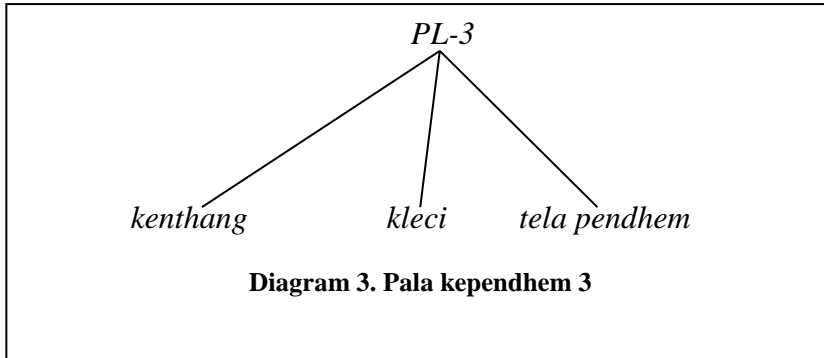 PL-3
kenthang kleci tela pendhem
Diagram 3. Pala kependhem 3